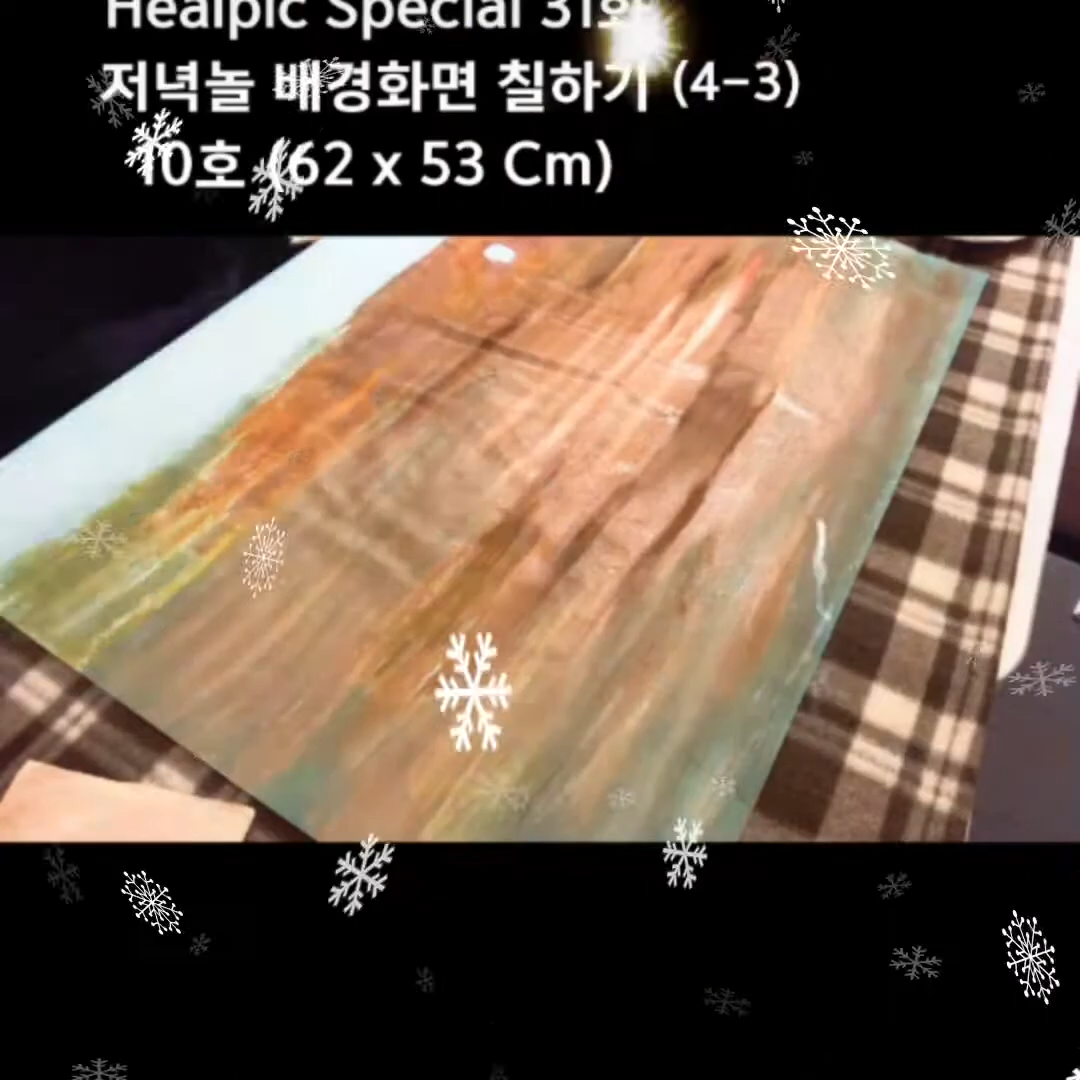 Healpic Special 31회
저녁놀 배경화면 칠하기 (4-3)
10호 (62 x 53 Cm)